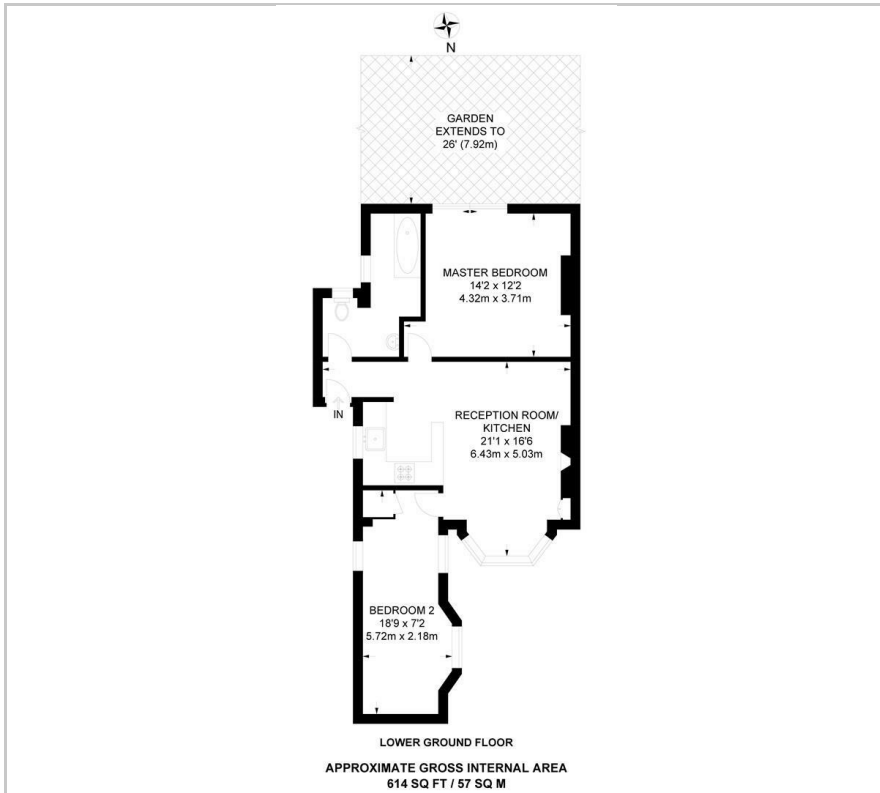 N
GARDEN
EXTENDS TO
26' (7.92m)
MASTER BEDROOM
14'2 x 12'2
4.32m x 3.71m
IN
RECEPTION ROOM/
KITCHEN
21'1 x 16'6
6.43m x 5.03m
BEDROOM 2
18'9 x 7'2
5.72m x 2.18m
LOWER GROUND FLOOR
APPROXIMATE GROSS INTERNAL AREA
614 SQ FT / 57 SQ M